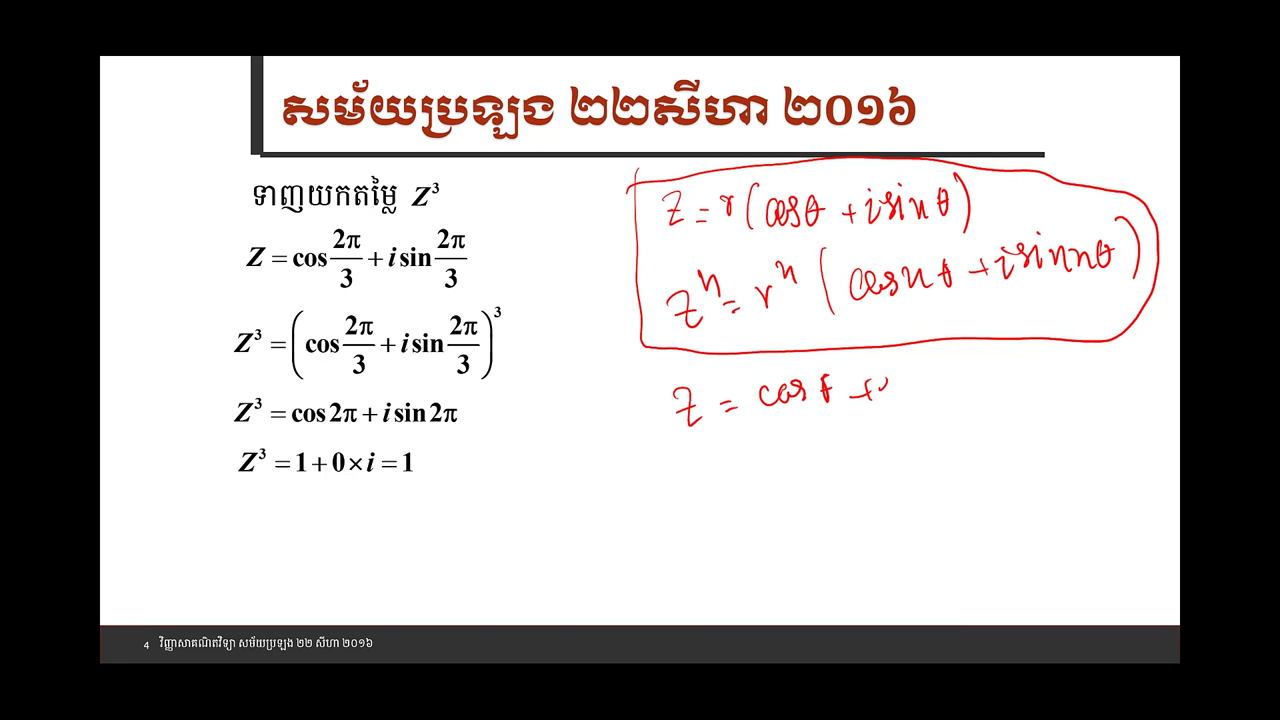 សម័យប្រឡង ២២សីហា ២០១៦
ទាញយកតម្លៃ Z³
Z = cos 2π/3 + i sin 2π/3
Z³ = (cos 2π/3 + i sin 2π/3)³
Z³ = cos 2π + i sin 2π
Z³ = 1 + 0 × i = 1
Z = r(cosθ + i sin θ)
Zⁿ = rⁿ (cos nθ + i sin nθ)
Z = cos θ +
4 វិញ្ញាសាគណិតវិទ្យា សម័យប្រឡង ២២ សីហា ២០១៦